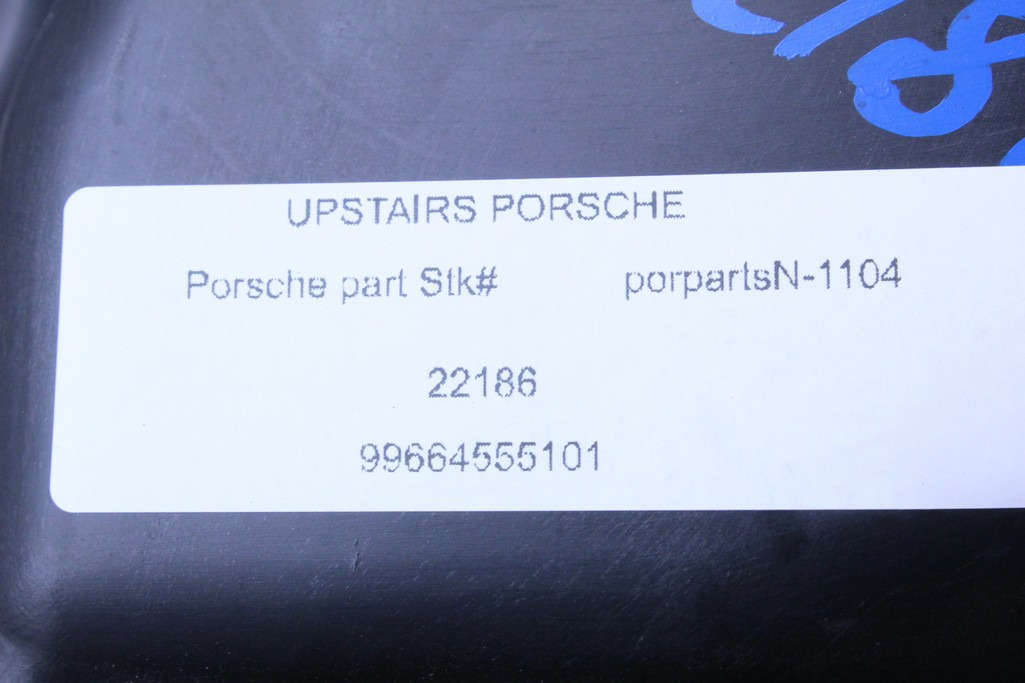 UPSTAIRS PORSCHE
Porsche part Stk# porpartsN-1104
22186
99664555101